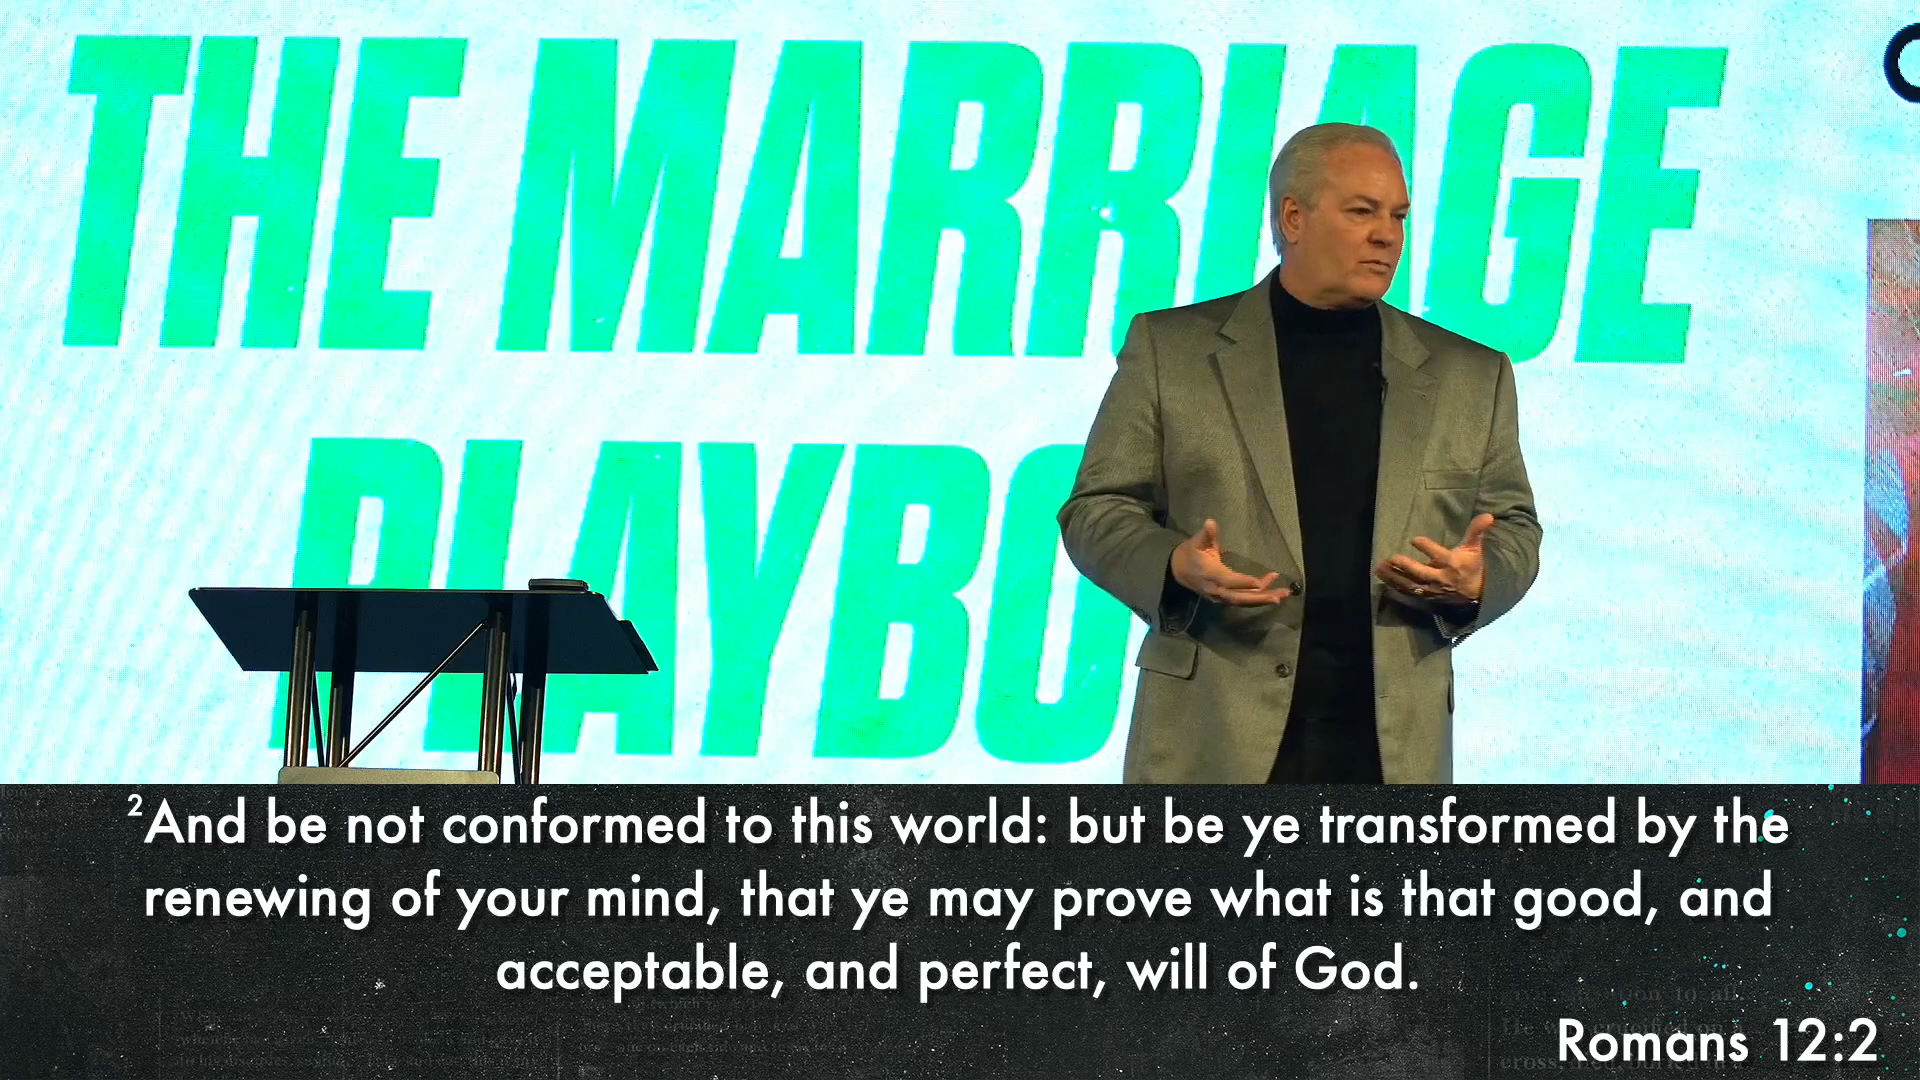 THE MARRIAGE
PLAYBO
²And be not conformed to this world: but be ye transformed by the
renewing of your mind, that ye may prove what is that good, and
acceptable, and perfect, will of God.
Romans 12:2